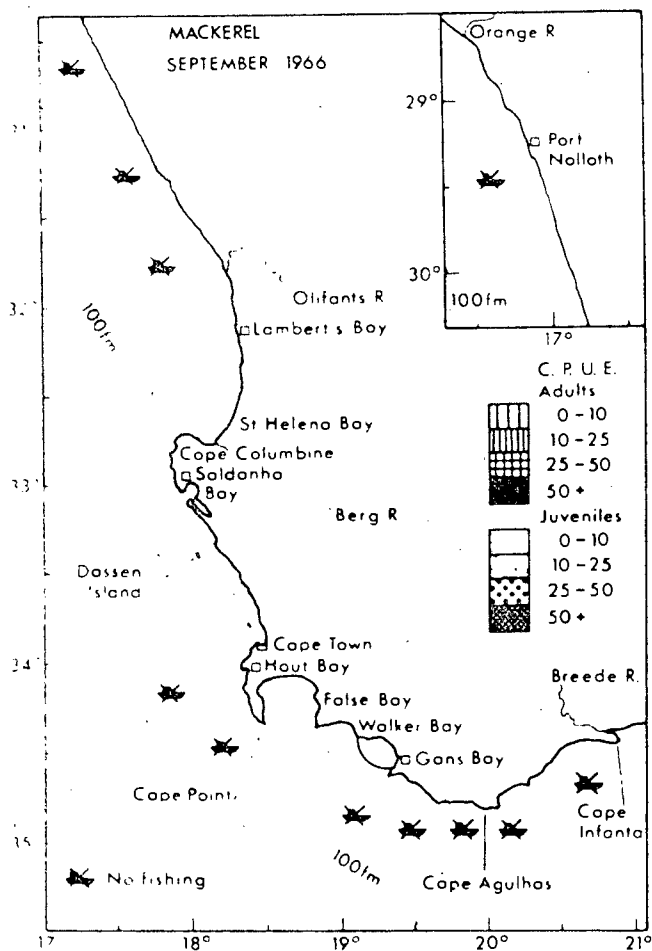 MACKEREL
SEPTEMBER 1966
Orange R
29°
Port
Nolloth
30°
100fm
17°
100fm
Olifants R
Lambert's Bay
St Helena Bay
Cape Columbine
Saldanha
Bay
Berg R
C. P. U. E.
Adults
0-10
10-25
25-50
50+
Juveniles
0-10
10-25
25-50
50+
Dassen
Island
Cape Town
Hout Bay
34°
False Bay
Walker Bay
Gans Bay
Breede R.
Cape Point
Cape
Infanta
100fm
Cape Agulhas
35°
No fishing
17
18°
19°
20°
21°